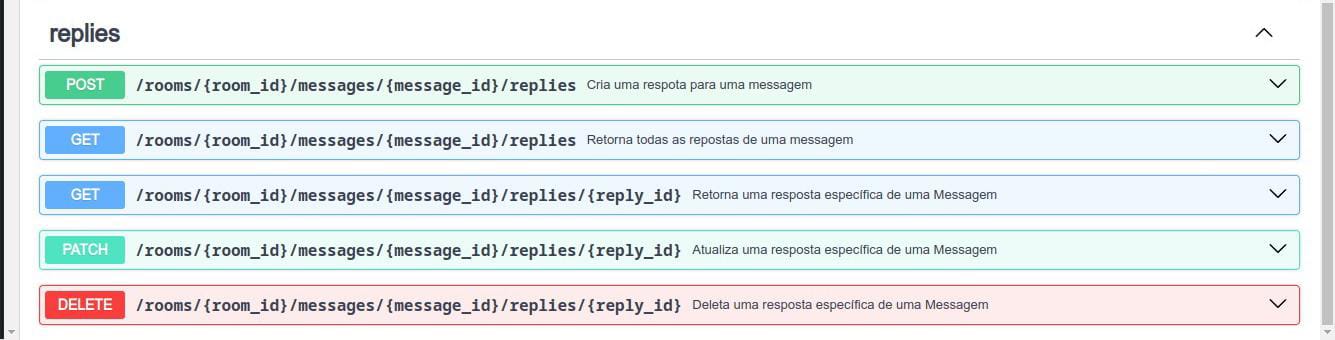 replies
POST /rooms/{room_id}/messages/{message_id}/replies Cria uma respota para uma messagem
GET /rooms/{room_id}/messages/{message_id}/replies Retorna todas as repostas de uma messagem
GET /rooms/{room_id}/messages/{message_id}/replies/{reply_id} Retorna uma resposta específica de uma Messagem
PATCH /rooms/{room_id}/messages/{message_id}/replies/{reply_id} Atualiza uma resposta específica de uma Messagem
DELETE /rooms/{room_id}/messages/{message_id}/replies/{reply_id} Deleta uma resposta específica de uma Messagem